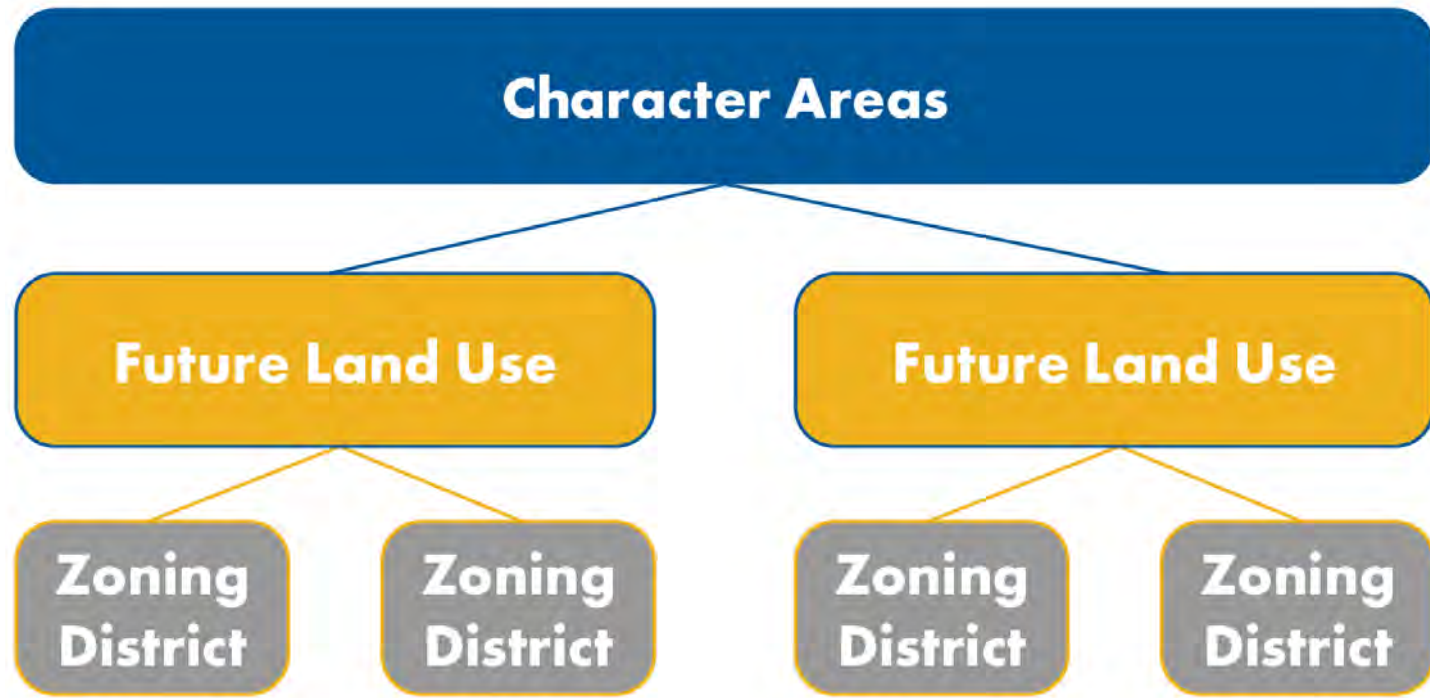 Character Areas
Future Land Use
Future Land Use
Zoning
District
Zoning
District
Zoning
District
Zoning
District